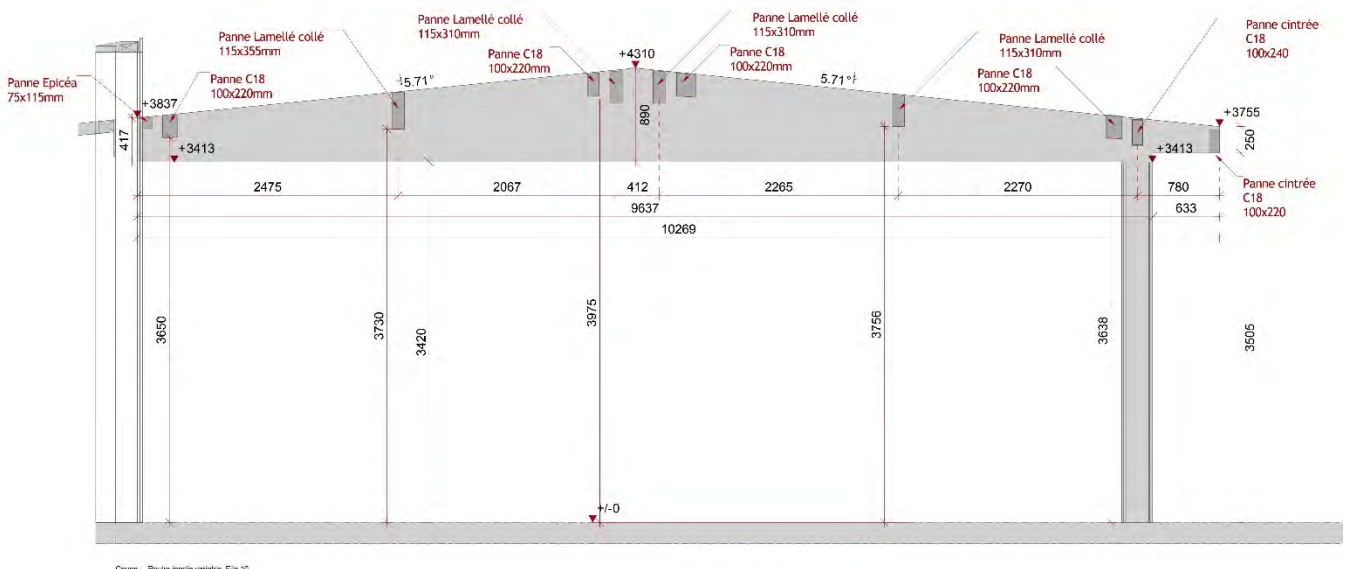 Panne Lamellé collé
115x310mm
Panne Lamellé collé
115x310mm
Panne cintrée
C18
100x240
Panne Lamellé collé
115x355mm
Panne C18
100x220mm
+4310
Panne C18
100x220mm
Panne Lamellé collé
115x310mm
Panne Epicéa
75x115mm
Panne C18
100x220mm
5.71°
5.71°
Panne C18
100x220mm
+3837
+3755
417
890
250
+3413
+3413
Panne cintrée
C18
100x220
2475
2067
412
2265
2270
780
9637
633
10269
3650
3730
3420
3975
3756
3638
3505
+/-0